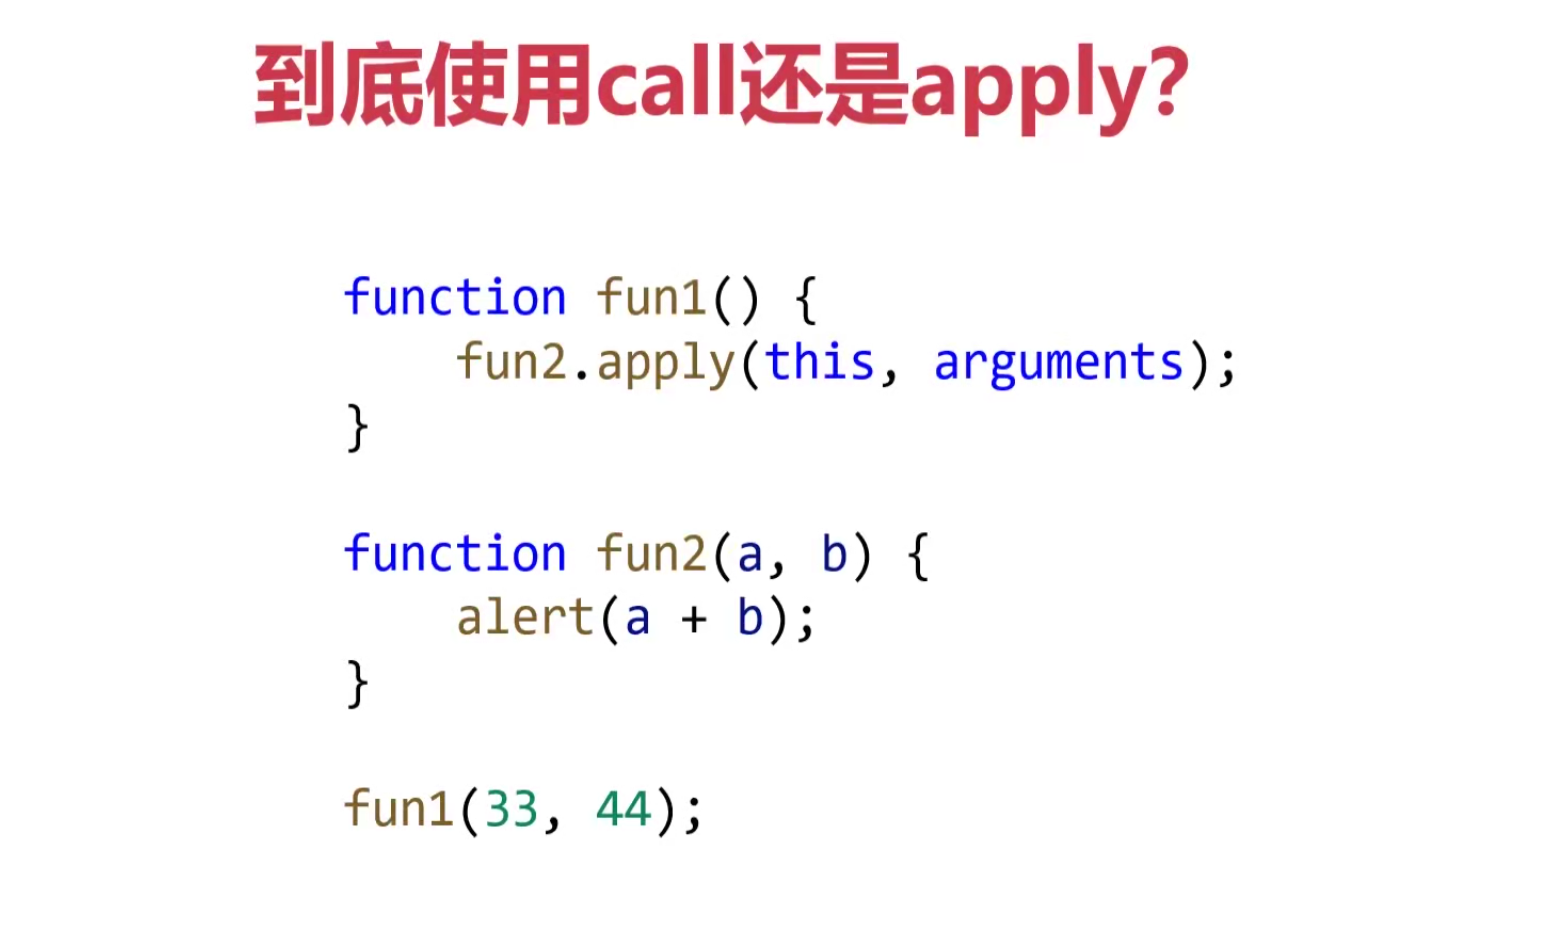 到底使用call还是apply?
function fun1() {
    fun2.apply(this, arguments);
}
function fun2(a, b) {
    alert(a + b);
}
fun1(33, 44);